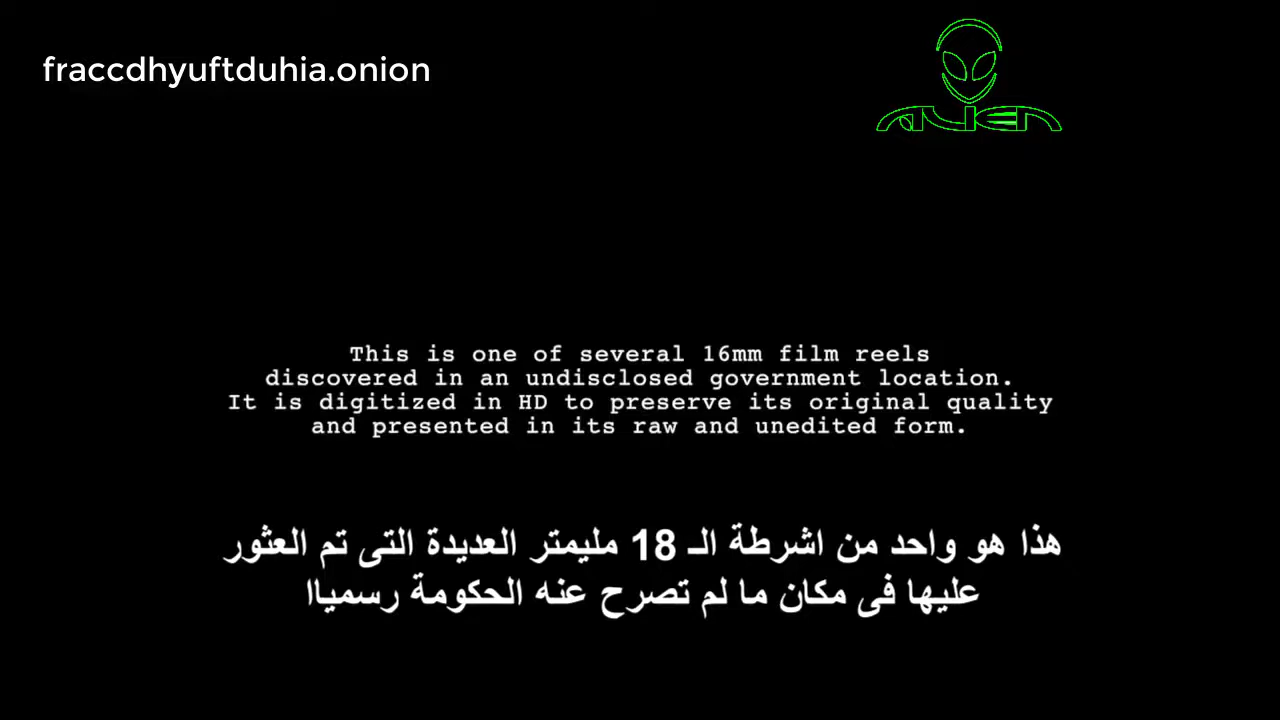 fraccdhyuftduhia.onion
ALIEN
This is one of several 16mm film reels
discovered in an undisclosed government location.
It is digitized in HD to preserve its original quality
and presented in its raw and unedited form.
هذا هو واحد من اشرطة الـ 18 مليمتر العديدة التى تم العثور
عليها فى مكان ما لم تصرح عنه الحكومة رسمياا